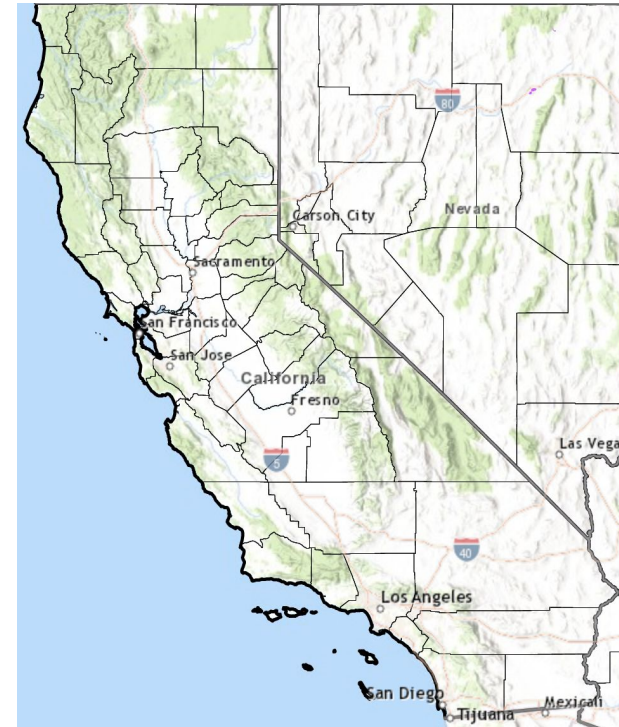 80
Carson City
Nevada
Sacramento
San Francisco
San Jose
California
Fresno
Las Vega
5
40
Los Angeles
San Diego
Tijuana
Mexicali